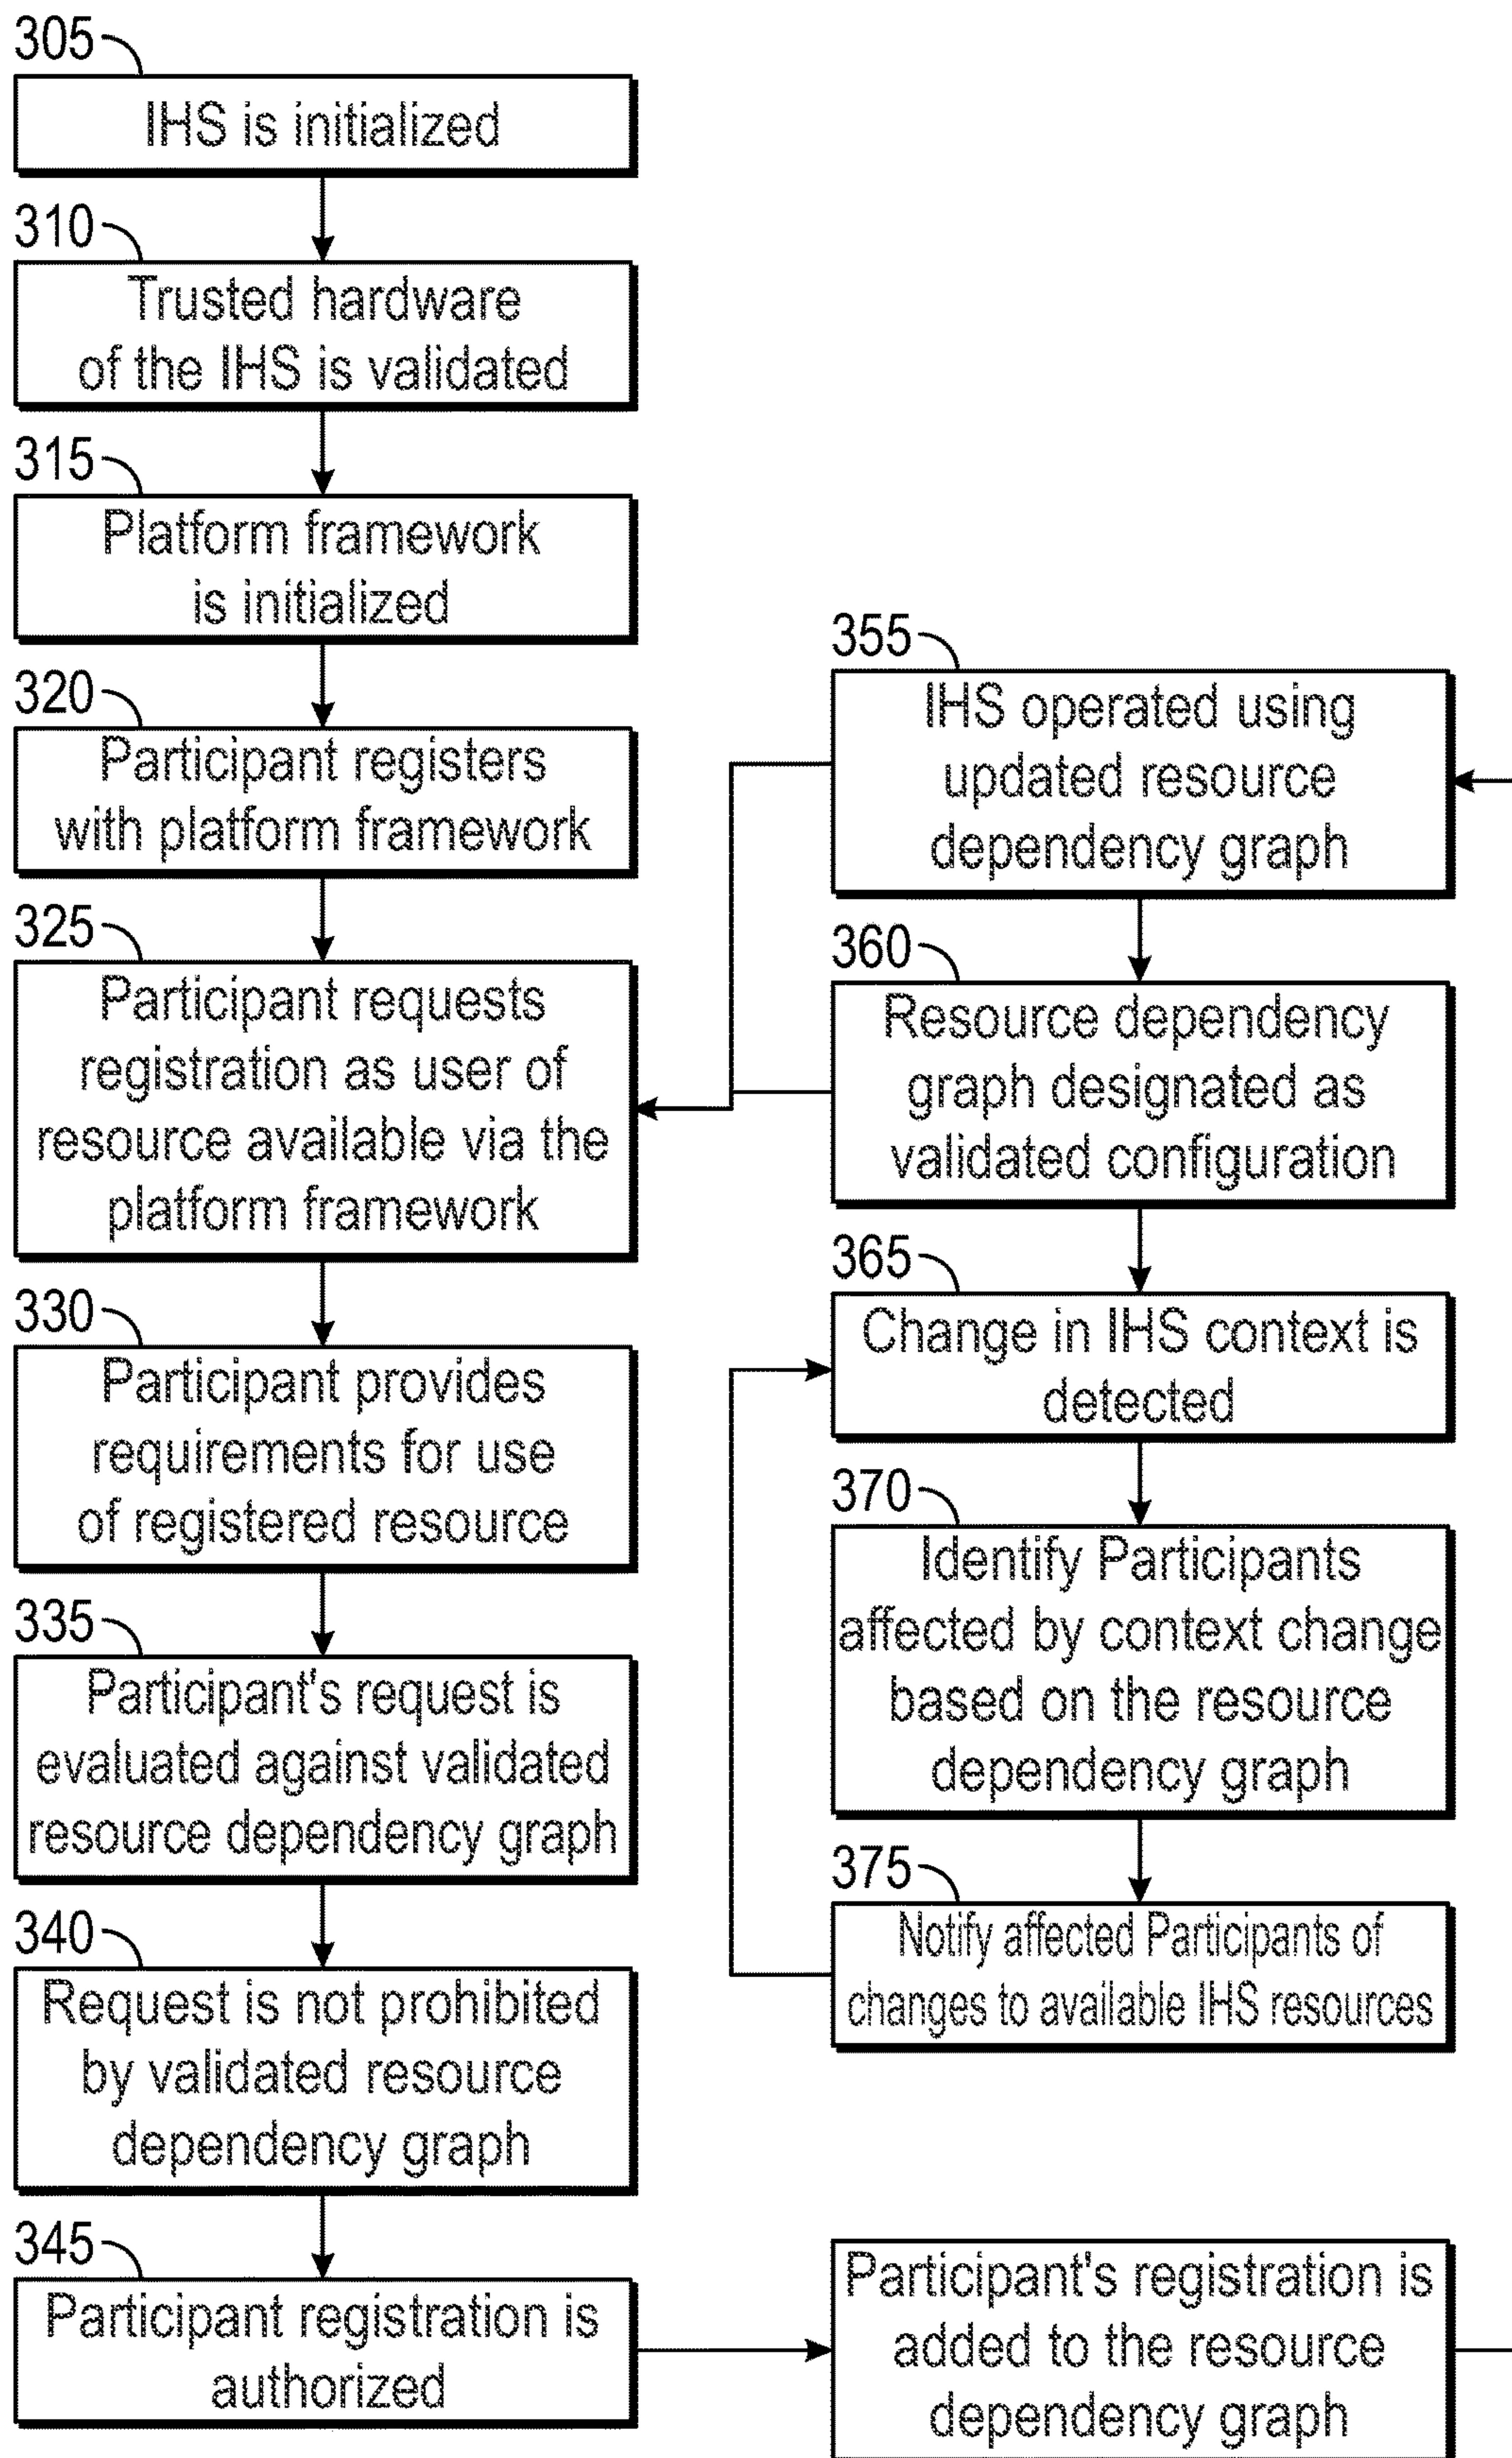 305
IHS is initialized
310
Trusted hardware
of the IHS is validated
315
Platform framework
is initialized
320
Participant registers
with platform framework
325
Participant requests
registration as user of
resource available via the
platform framework
330
Participant provides
requirements for use
of registered resource
335
Participant's request is
evaluated against validated
resource dependency graph
340
Request is not prohibited
by validated resource
dependency graph
345
Participant registration is
authorized
Participant's registration is
added to the resource
dependency graph
355
IHS operated using
updated resource
dependency graph
360
Resource dependency
graph designated as
validated configuration
365
Change in IHS context is
detected
370
Identify Participants
affected by context change
based on the resource
dependency graph
375
Notify affected Participants of
changes to available IHS resources